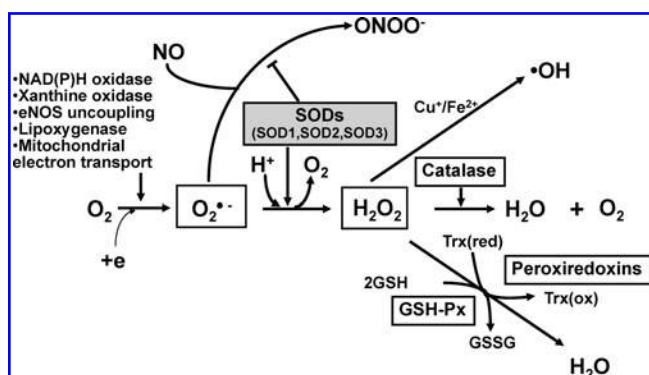 ONOO⁻
NO
•NAD(P)H oxidase
•Xanthine oxidase
•eNOS uncoupling
•Lipoxygenase
•Mitochondrial
electron transport
SODs
(SOD1,SOD2,SOD3)
•OH
Cu⁺/Fe²⁺
H⁺
O₂
Catalase
O₂
O₂•⁻
H₂O₂
H₂O + O₂
+e
Trx(red)
Peroxiredoxins
2GSH
Trx(ox)
GSH-Px
GSSG
H₂O